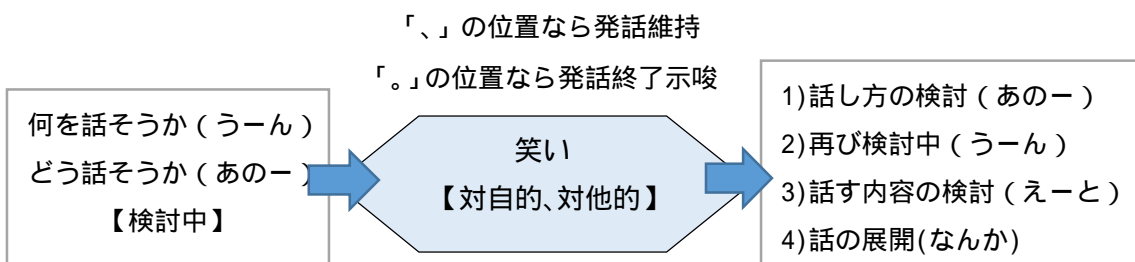 「、」の位置なら発話維持
「。」の位置なら発話終了示唆
何を話そうか（うーん）
どう話そうか（あのー）
【検討中】
笑い
【対自的、対他的】
1)話し方の検討（あのー）
2)再び検討中（うーん）
3)話す内容の検討（えーと）
4)話の展開(なんか)